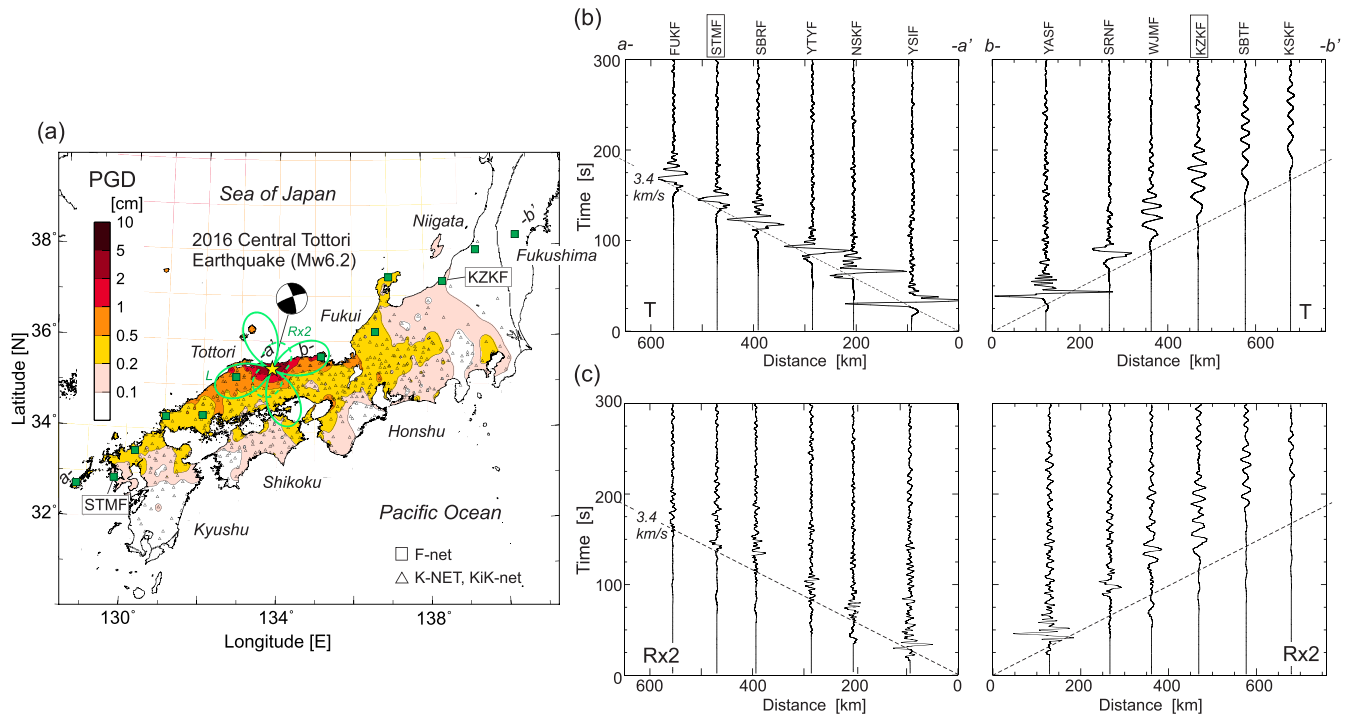 (a)
PGD
[cm]
10
5
2
1
0.5
0.2
0.1
Sea of Japan
2016 Central Tottori
Earthquake (Mw6.2)
Niigata
-b'
Fukushima
KZKF
Fukui
Rx2
Tottori
-a'
b-
L
Honshu
Shikoku
a-
STMF
Kyushu
Pacific Ocean
F-net
K-NET, KiK-net
38˚
36˚
34˚
32˚
Latitude [N]
130˚
134˚
138˚
Longitude [E]
(b)
a-
FUKF
STMF
SBRF
YTYF
NSKF
YSIF
-a'
b-
YASF
SRNF
WJMF
KZKF
SBTF
KSKF
-b'
300
200
100
0
Time [s]
3.4
km/s
T
T
600
400
200
0
Distance [km]
0
200
400
600
Distance [km]
(c)
300
200
100
0
Time [s]
3.4
km/s
Rx2
Rx2
600
400
200
0
Distance [km]
0
200
400
600
Distance [km]